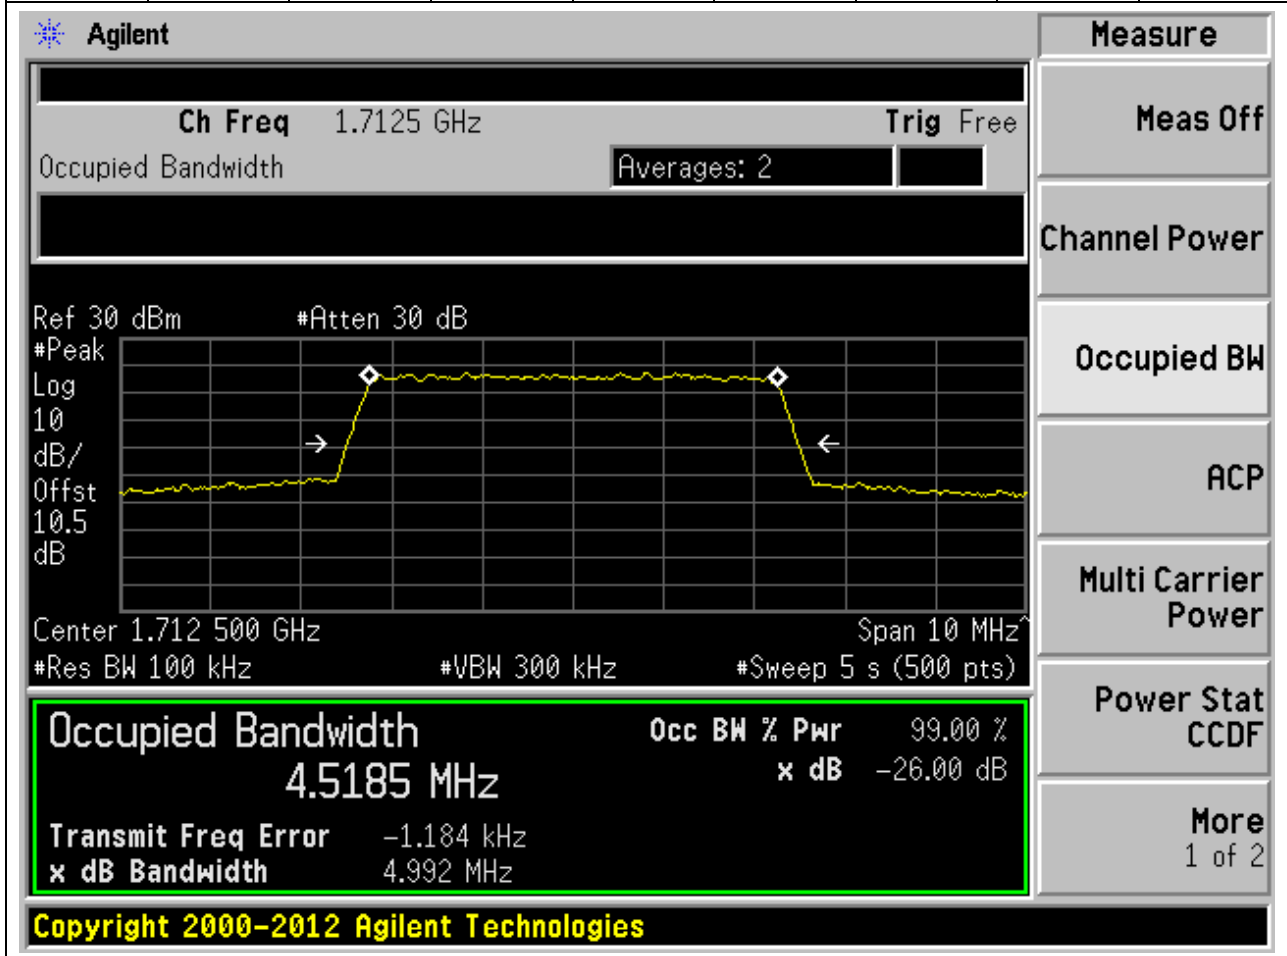 Agilent
Measure
Ch Freq 1.7125 GHz Trig Free
Occupied Bandwidth Averages: 2
Ref 30 dBm #Atten 30 dB
#Peak
Log
10
dB/
Offst
10.5
dB
Center 1.712 500 GHz Span 10 MHz^
#Res BW 100 kHz #VBW 300 kHz #Sweep 5 s (500 pts)
Occupied Bandwidth Occ BW % Pwr 99.00 %
4.5185 MHz x dB -26.00 dB
Transmit Freq Error -1.184 kHz
x dB Bandwidth 4.992 MHz
Meas Off
Channel Power
Occupied BW
ACP
Multi Carrier
Power
Power Stat
CCDF
More
1 of 2
Copyright 2000-2012 Agilent Technologies